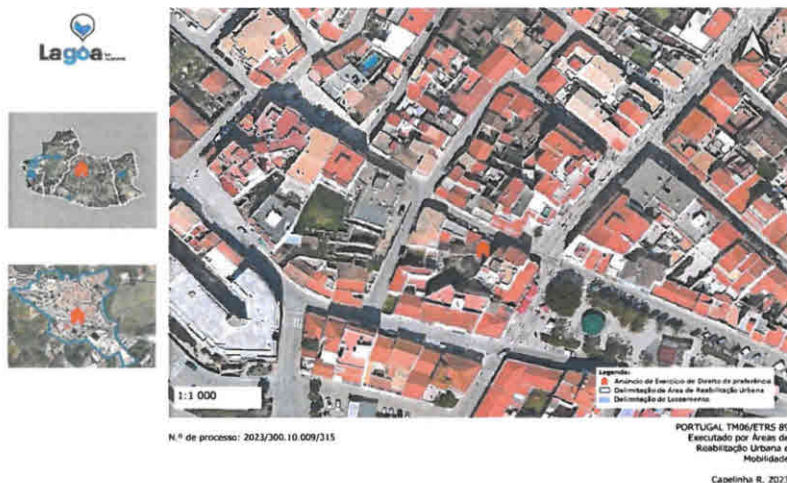 Lagoa
1:1 000
Legenda:
Anúncio de Exercício de Direito de preferência
Delimitação de Área de Reabilitação Urbana
Delimitação de Loteamento
N.º de processo: 2023/300.10.009/315
PORTUGAL TM06/ETRS 89
Executado por Áreas de
Reabilitação Urbana e
Mobilidade
Capelinha R. 2023